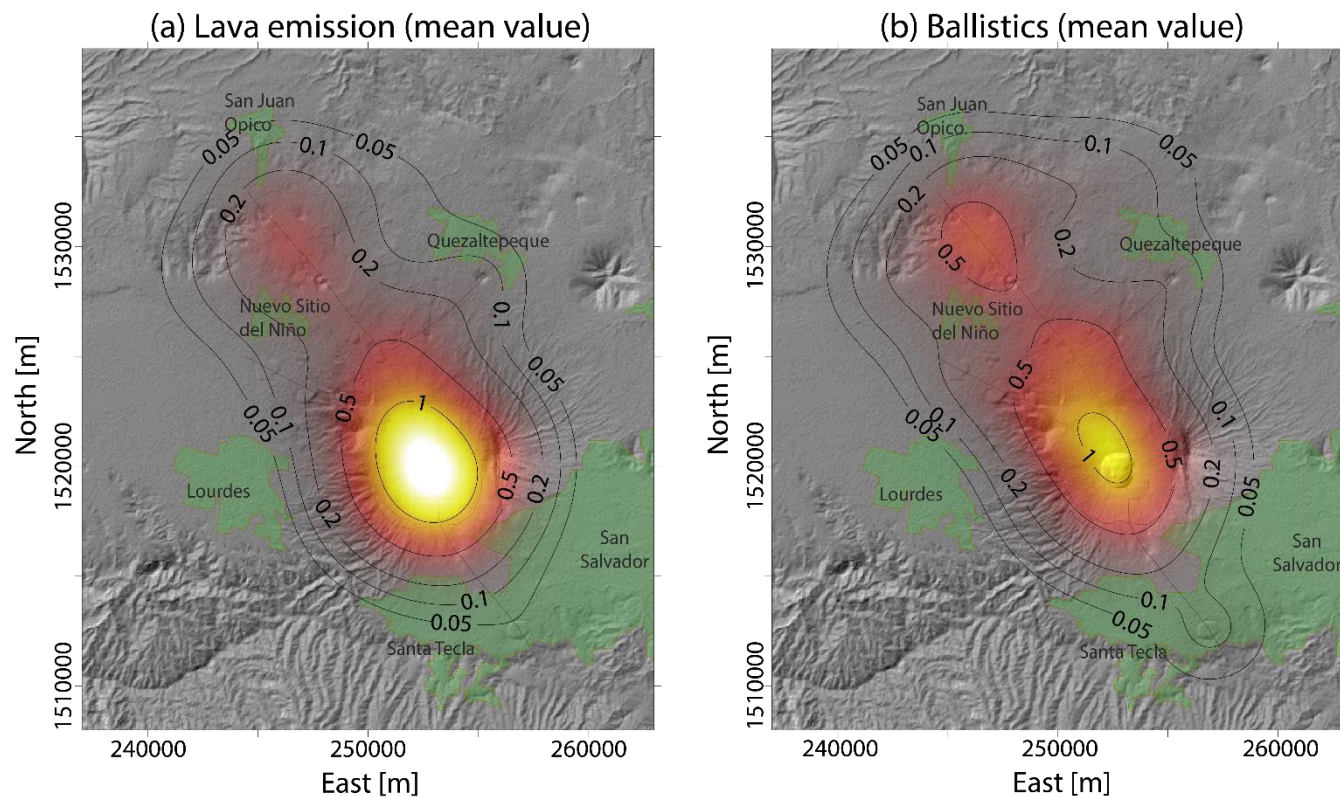 (a) Lava emission (mean value)
San Juan
Opico
0.05
0.05
0.1
0.2
Quezaltepeque
0.2
Nuevo Sitio
del Niño
0.1
0.05
0.5
0.1
0.05
1
0.5
0.2
Lourdes
0.2
San
Salvador
0.1
0.05
Santa Tecla
North [m]
1530000
1520000
1510000
240000
250000
260000
East [m]
(b) Ballistics (mean value)
San Juan
Opico
0.05
0.1
0.1
0.05
0.2
0.2
Quezaltepeque
0.5
Nuevo Sitio
del Niño
0.5
0.1
0.1
0.05
1
0.5
0.2
0.05
Lourdes
0.2
San
Salvador
0.1
0.05
Santa Tecla
North [m]
1530000
1520000
1510000
240000
250000
260000
East [m]